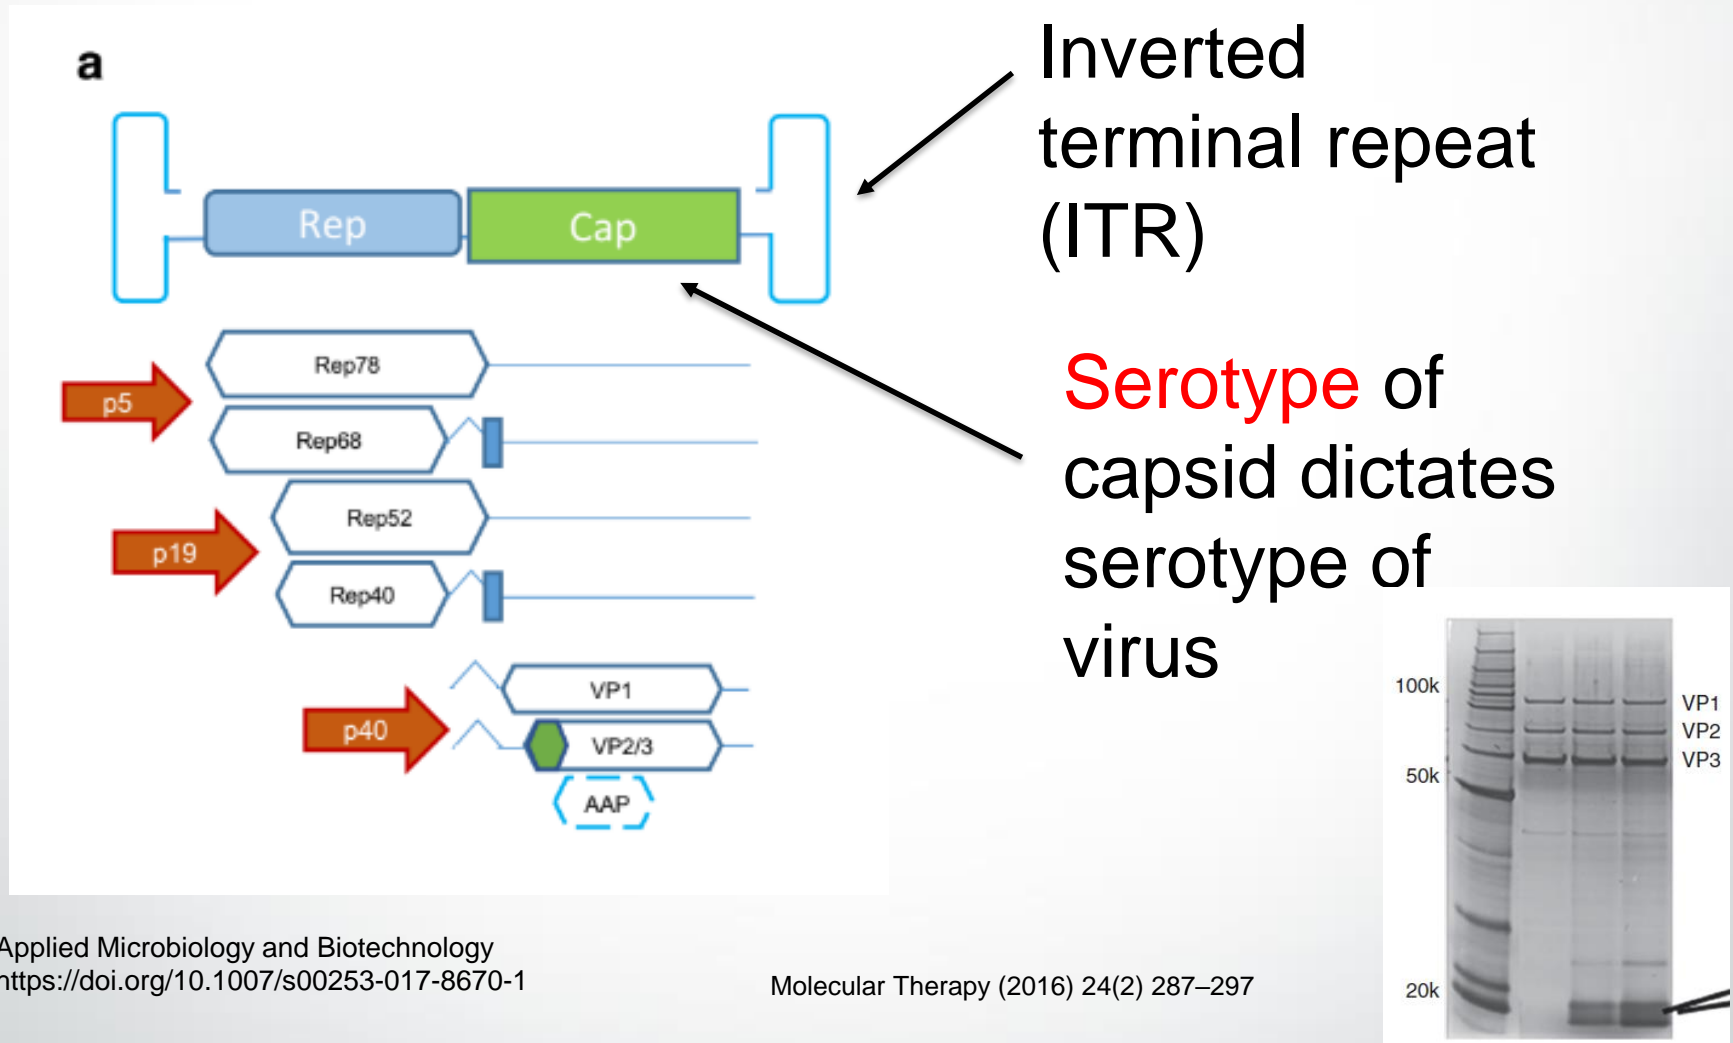 a
Inverted
terminal repeat
(ITR)
Rep
Cap
Serotype of
capsid dictates
serotype of
virus
p5
Rep78
Rep68
p19
Rep52
Rep40
p40
VP1
VP2/3
AAP
100k
50k
20k
VP1
VP2
VP3
Applied Microbiology and Biotechnology
https://doi.org/10.1007/s00253-017-8670-1
Molecular Therapy (2016) 24(2) 287–297